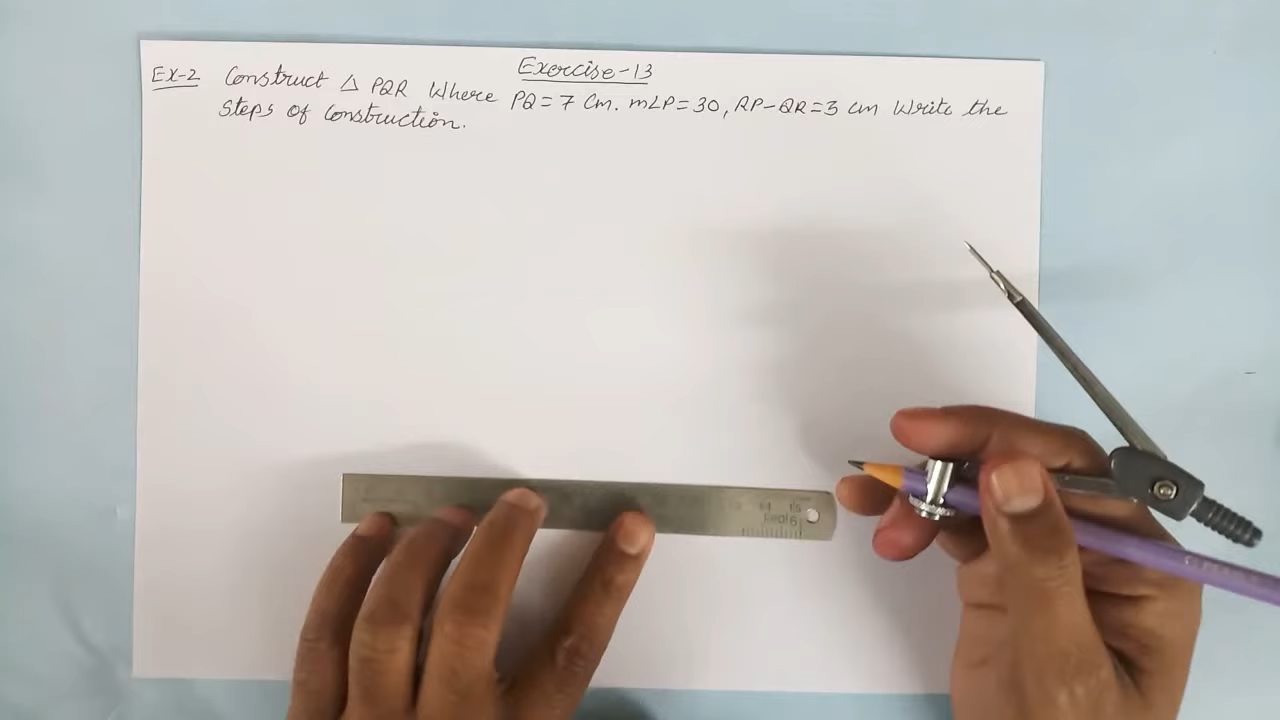 Exercise-13
Ex-2 Construct △ PQR Where PQ = 7 Cm. m∠P = 30, RP - QR = 3 cm Write the
Steps of Construction.
15